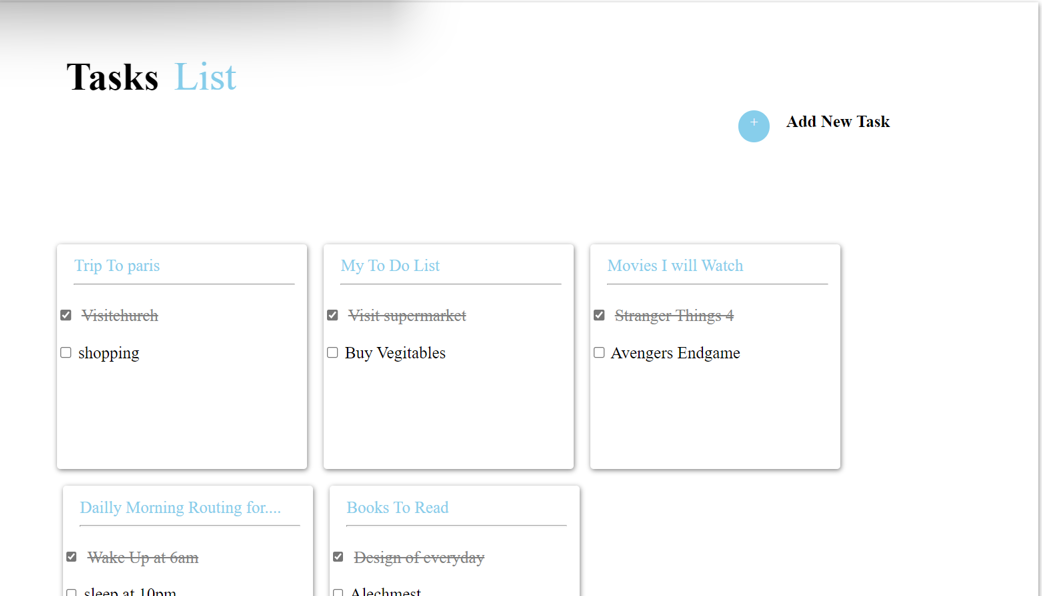 Tasks List
+ Add New Task
Trip To paris
Visitchurch
shopping
My To Do List
Visit supermarket
Buy Vegitables
Movies I will Watch
Stranger Things 4
Avengers Endgame
Dailly Morning Routing for....
Wake Up at 6am
sleep at 10pm
Books To Read
Design of everyday
Alechmest